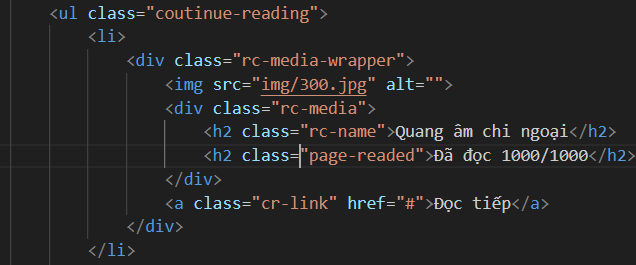 <ul class="coutinue-reading">
<li>
<div class="rc-media-wrapper">
<img src="img/300.jpg" alt="">
<div class="rc-media">
<h2 class="rc-name">Quang âm chi ngoại</h2>
<h2 class="page-readed">Đã đọc 1000/1000</h2>
</div>
<a class="cr-link" href="#">Đọc tiếp</a>
</div>
</li>